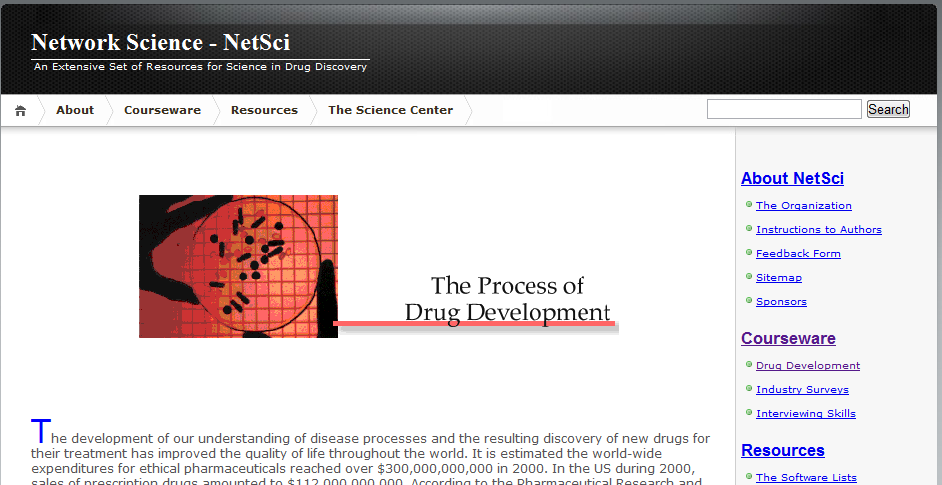 Network Science - NetSci
An Extensive Set of Resources for Science in Drug Discovery
About
Courseware
Resources
The Science Center
Search
The Process of
Drug Development
The development of our understanding of disease processes and the resulting discovery of new drugs for
their treatment has improved the quality of life throughout the world. It is estimated the world-wide
expenditures for ethical pharmaceuticals reached over $300,000,000,000 in 2000. In the US during 2000,
sales of prescription drugs amounted to $112,000,000,000. According to the Pharmaceutical Research and
About NetSci
The Organization
Instructions to Authors
Feedback Form
Sitemap
Sponsors
Courseware
Drug Development
Industry Surveys
Interviewing Skills
Resources
The Software Lists